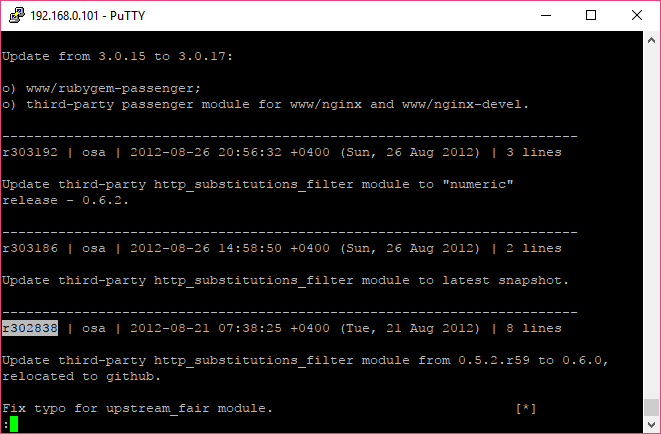 192.168.0.101 - PuTTY
Update from 3.0.15 to 3.0.17:
o) www/rubygem-passenger;
o) third-party passenger module for www/nginx and www/nginx-devel.
------------------------------------------------------------------------
r303192 | osa | 2012-08-26 20:56:32 +0400 (Sun, 26 Aug 2012) | 3 lines
Update third-party http_substitutions_filter module to "numeric"
release - 0.6.2.
------------------------------------------------------------------------
r303186 | osa | 2012-08-26 14:58:50 +0400 (Sun, 26 Aug 2012) | 2 lines
Update third-party http_substitutions_filter module to latest snapshot.
------------------------------------------------------------------------
r302838 | osa | 2012-08-21 07:38:25 +0400 (Tue, 21 Aug 2012) | 8 lines
Update third-party http_substitutions_filter module from 0.5.2.r59 to 0.6.0,
relocated to github.
Fix typo for upstream_fair module. [*]
: